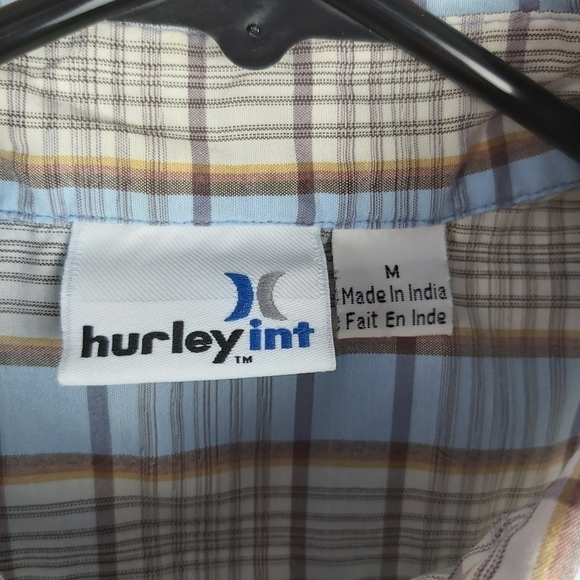 hurley int
TM
M
Made In India
Fait En Inde